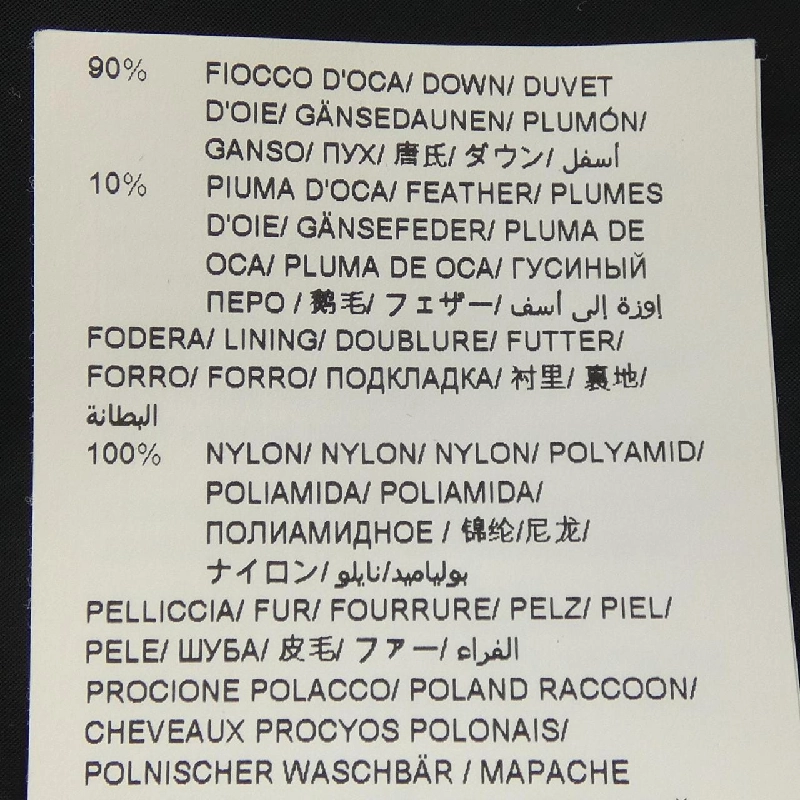 90% FIOCCO D'OCA/ DOWN/ DUVET
D'OIE/ GÄNSEDAUNEN/ PLUMÓN/
GANSO/ ПУХ/ 唐氏/ ダウン/ أسفل
10% PIUMA D'OCA/ FEATHER/ PLUMES
D'OIE/ GÄNSEFEDER/ PLUMA DE
OCA/ PLUMA DE OCA/ ГУСИНЫЙ
ПЕРО / 鹅毛/ フェザー/ إوزة إلى أسف
FODERA/ LINING/ DOUBLURE/ FUTTER/
FORRO/ FORRO/ ПОДКЛАДКА/ 衬里/ 裏地/
البطانة
100% NYLON/ NYLON/ NYLON/ POLYAMID/
POLIAMIDA/ POLIAMIDA/
ПОЛИАМИДНОЕ / 锦纶/尼龙/
ナイロン/ بولياميد/نايلو
PELLICCIA/ FUR/ FOURRURE/ PELZ/ PIEL/
PELE/ ШУБА/ 皮毛/ ファー/ الفراء
PROCIONE POLACCO/ POLAND RACCOON/
CHEVEAUX PROCYOS POLONAIS/
POLNISCHER WASCHBÄR / MAPACHE